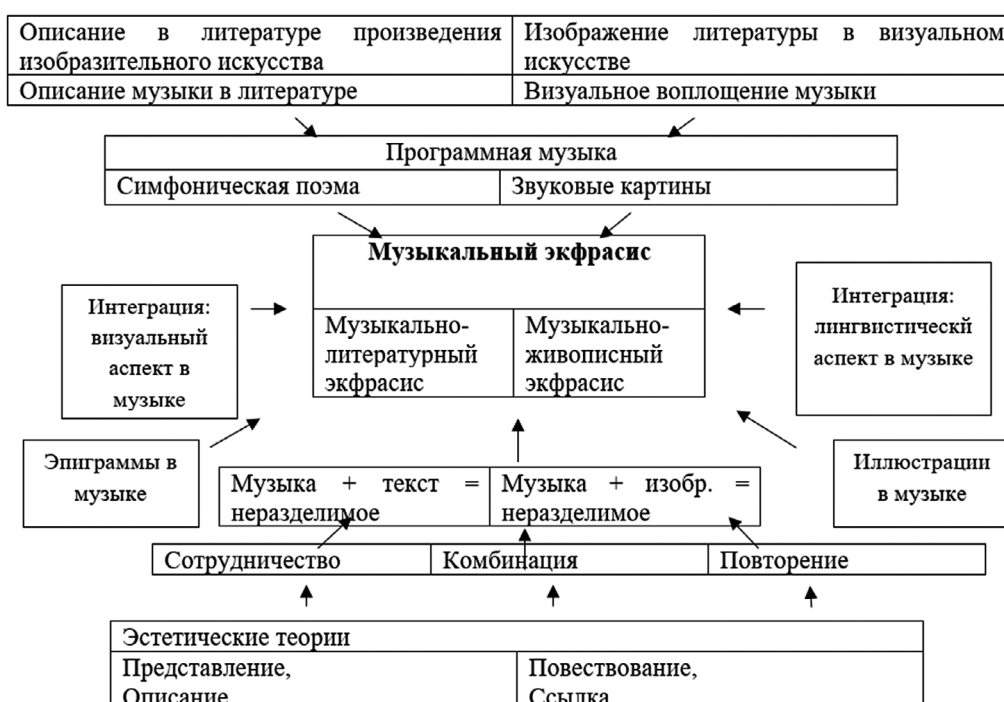 Описание в литературе произведения
изобразительного искусства
Изображение литературы в визуальном
искусстве
Описание музыки в литературе
Визуальное воплощение музыки
Программная музыка
Симфоническая поэма
Звуковые картины
Музыкальный экфрасис
Музыкально-
литературный
экфрасис
Музыкально-
живописный
экфрасис
Интеграция:
визуальный
аспект в
музыке
Интеграция:
лингвистическй
аспект в музыке
Эпиграммы в
музыке
Иллюстрации
в музыке
Музыка + текст =
неразделимое
Музыка + изобр. =
неразделимое
Сотрудничество
Комбинация
Повторение
Эстетические теории
Представление,
Описание
Повествование,
Ссылка